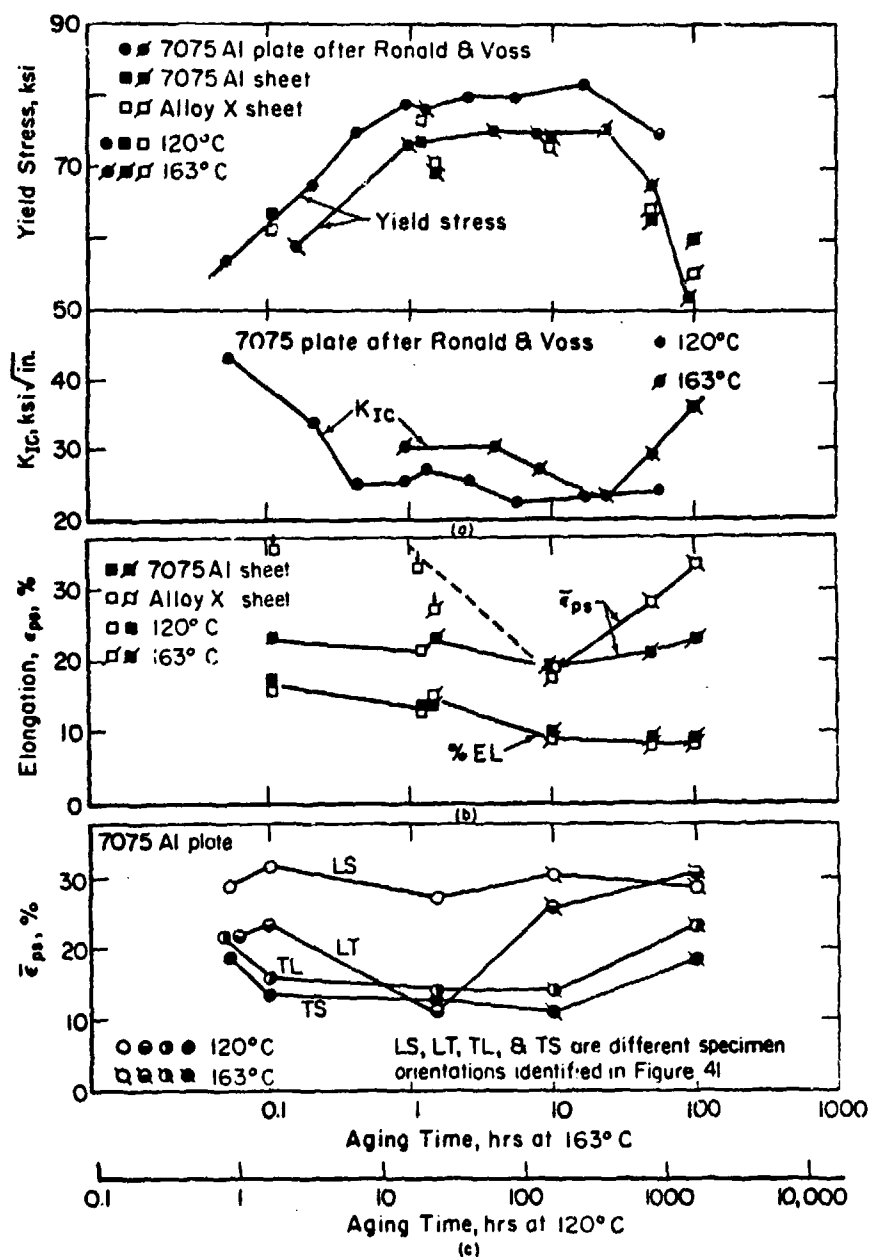 90
70
50
Yield Stress, ksi
7075 Al plate after Ronald & Voss
7075 Al sheet
Alloy X sheet
120°C
163°C
Yield stress
40
30
20
KIC, ksi√in.
7075 plate after Ronald & Voss
120°C
163°C
KIC
(a)
30
20
10
0
Elongation, ϵps, %
7075 Al sheet
Alloy X sheet
120°C
163°C
ϵ̄ps
% EL
(b)
7075 Al plate
30
20
10
0
ϵ̄ps, %
LS
LT
TL
TS
120°C
163°C
LS, LT, TL, & TS are different specimen
orientations identified in Figure 41
0.1 1 10 100 1000
Aging Time, hrs at 163°C
0.1 1 10 100 1000 10,000
Aging Time, hrs at 120°C
(c)